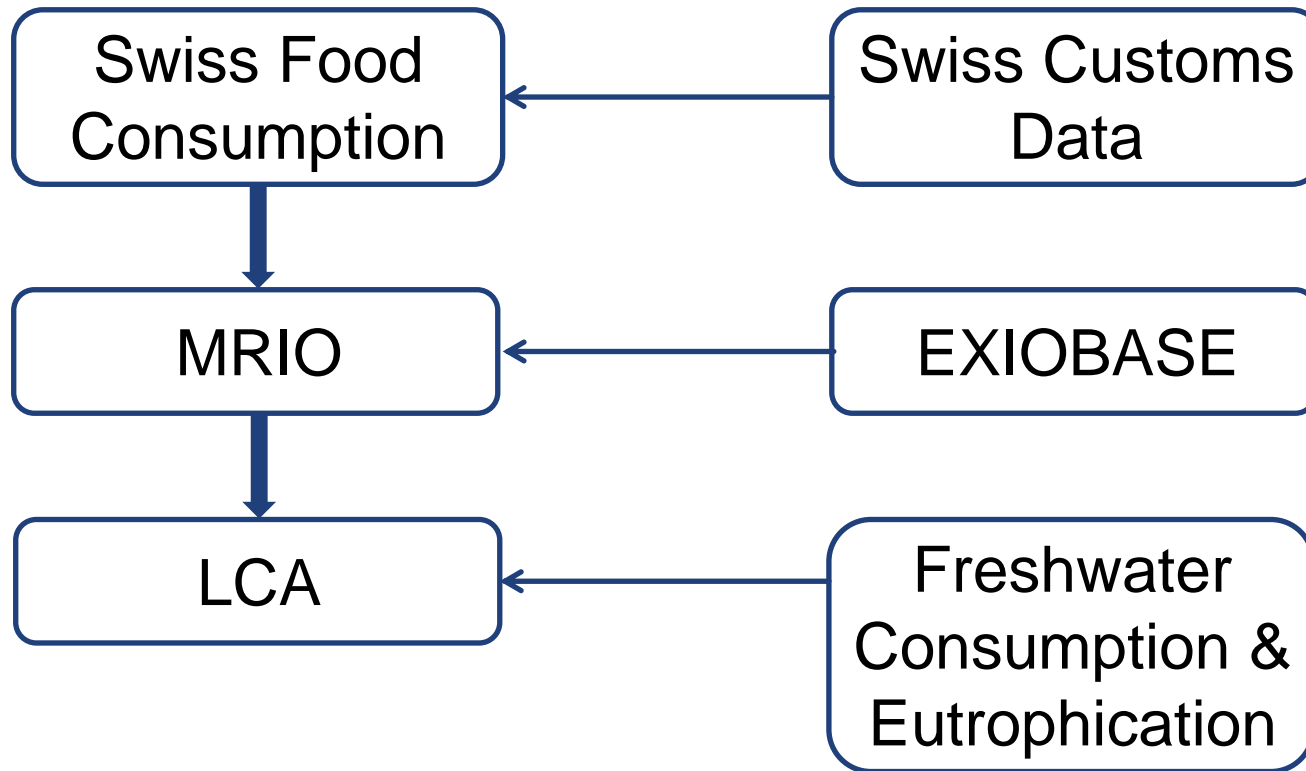 Swiss Food
Consumption
Swiss Customs
Data
MRIO
EXIOBASE
LCA
Freshwater
Consumption &
Eutrophication